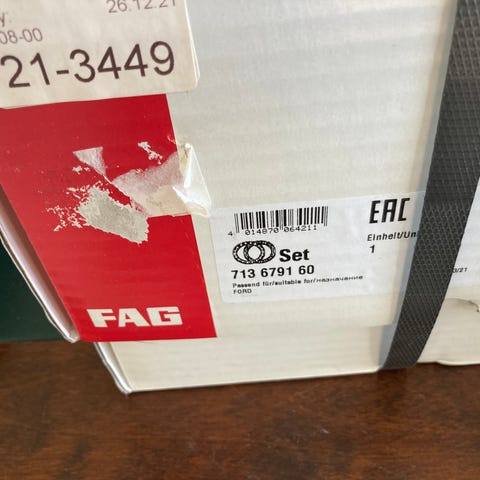 26.12.21
08-00
21-3449
FAG
4 014870 064211
Set
713 6791 60
Passend für/suitable for/назначение
FORD
EAC
Einheit/Un
1